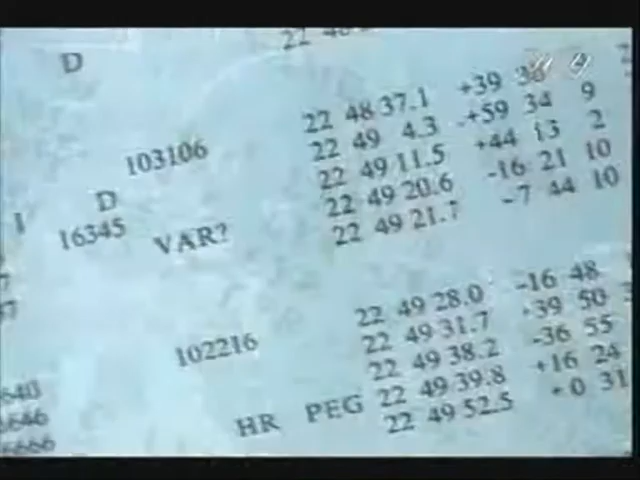 D
103106 22 48 37.1 +39
22 49 4.3 +59 34 9
D 22 49 11.5 +44 13 2
16345 VAR? 22 49 20.6 -16 21 10
22 49 21.7 -7 44 10
102216 22 49 28.0 -16 48
22 49 31.7 +39 50
22 49 38.2 -36 55
HR PEG 22 49 39.8 +16 24
22 49 52.5 +0 31